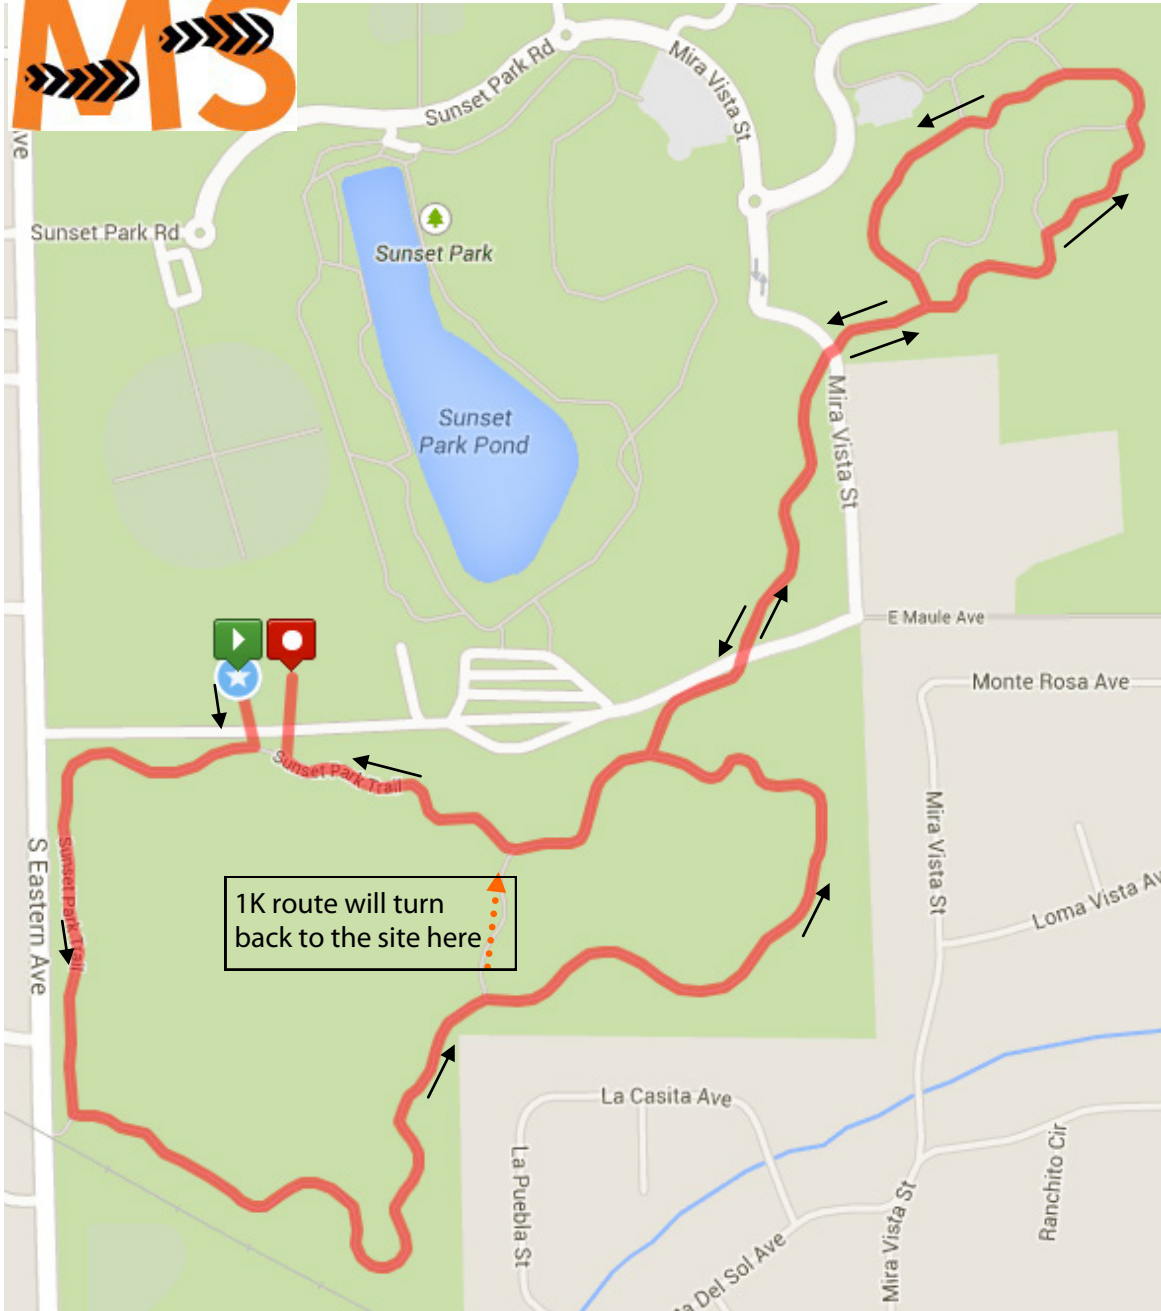 MS
ve
Sunset Park Rd
Mira Vista St
Sunset Park Rd
Sunset Park
Sunset
Park Pond
Mira Vista St
E Maule Ave
Monte Rosa Ave
Sunset Park Trail
Sunset Park Trail
S Eastern Ave
1K route will turn
back to the site here
Mira Vista St
Loma Vista Av
La Casita Ave
La Puebla St
Ranchito Cir
Mira Vista St
Del Sol Ave